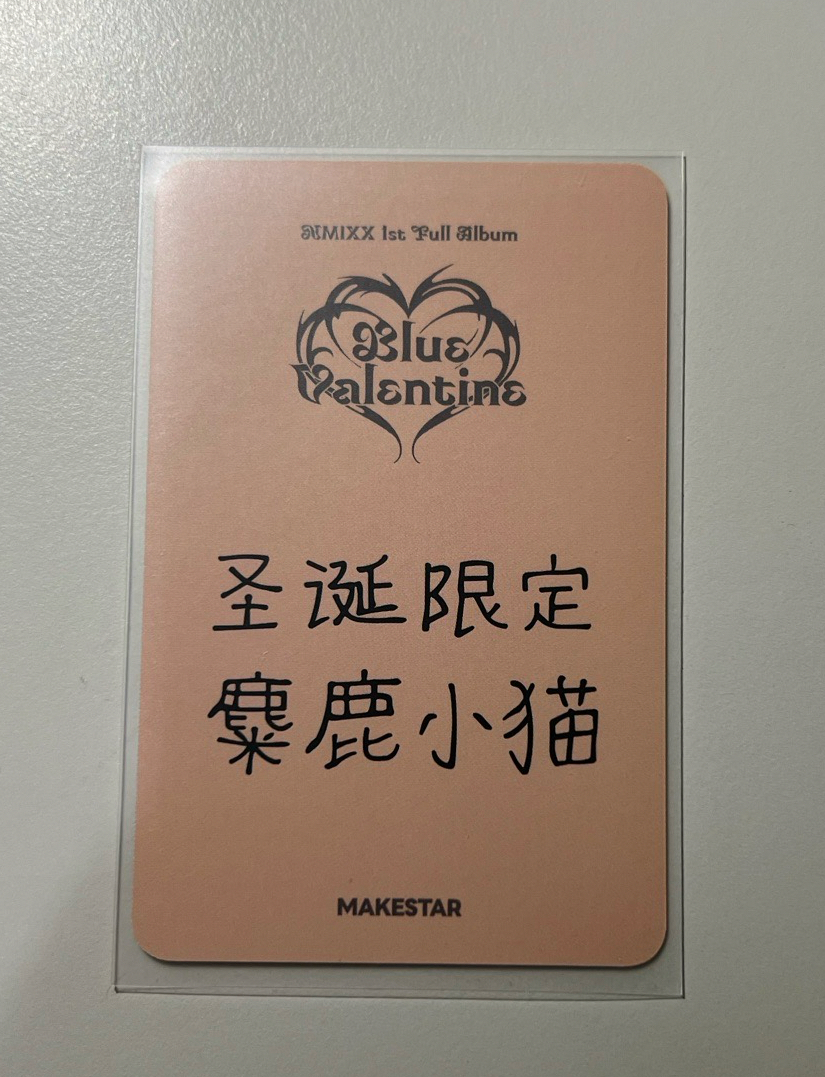 NMIXX 1st Full Album
Blue
Valentine
圣诞限定
麋鹿小猫
MAKESTAR